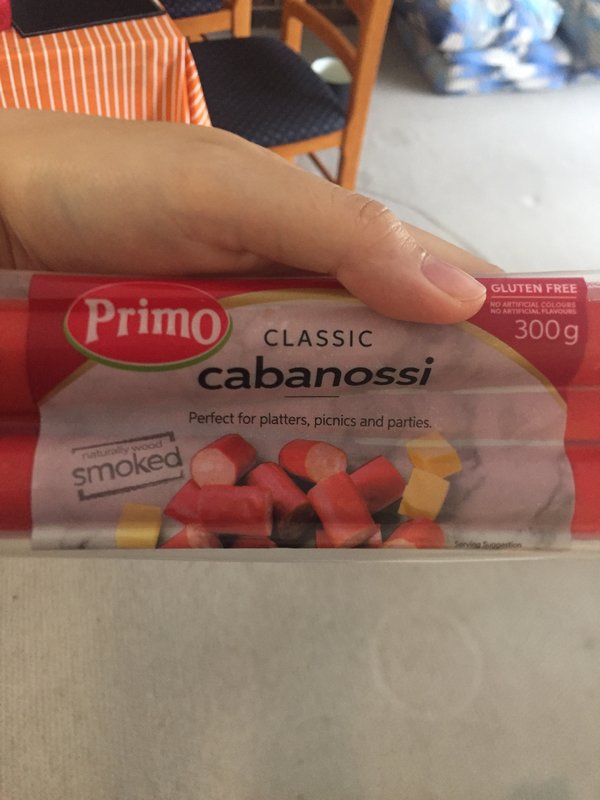 Primo
CLASSIC
cabanossi
Perfect for platters, picnics and parties.
naturally wood
smoked
GLUTEN FREE
NO ARTIFICIAL COLOURS
NO ARTIFICIAL FLAVOURS
300g
Serving Suggestion